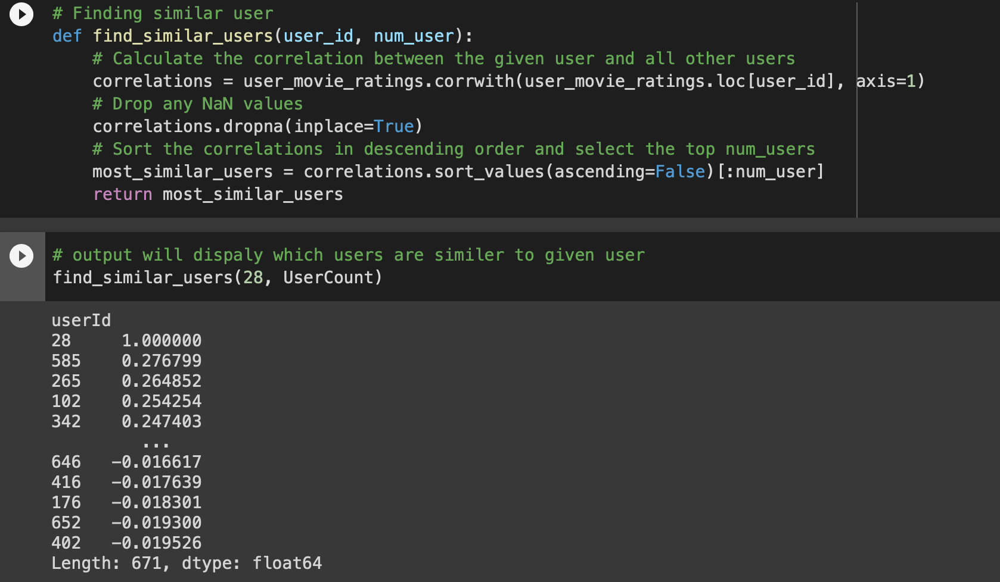 # Finding similar user
def find_similar_users(user_id, num_user):
    # Calculate the correlation between the given user and all other users
    correlations = user_movie_ratings.corrwith(user_movie_ratings.loc[user_id], axis=1)
    # Drop any NaN values
    correlations.dropna(inplace=True)
    # Sort the correlations in descending order and select the top num_users
    most_similar_users = correlations.sort_values(ascending=False)[:num_user]
    return most_similar_users
# output will dispaly which users are similer to given user
find_similar_users(28, UserCount)
userId
28     1.000000
585    0.276799
265    0.264852
102    0.254254
342    0.247403
         ...
646   -0.016617
416   -0.017639
176   -0.018301
652   -0.019300
402   -0.019526
Length: 671, dtype: float64